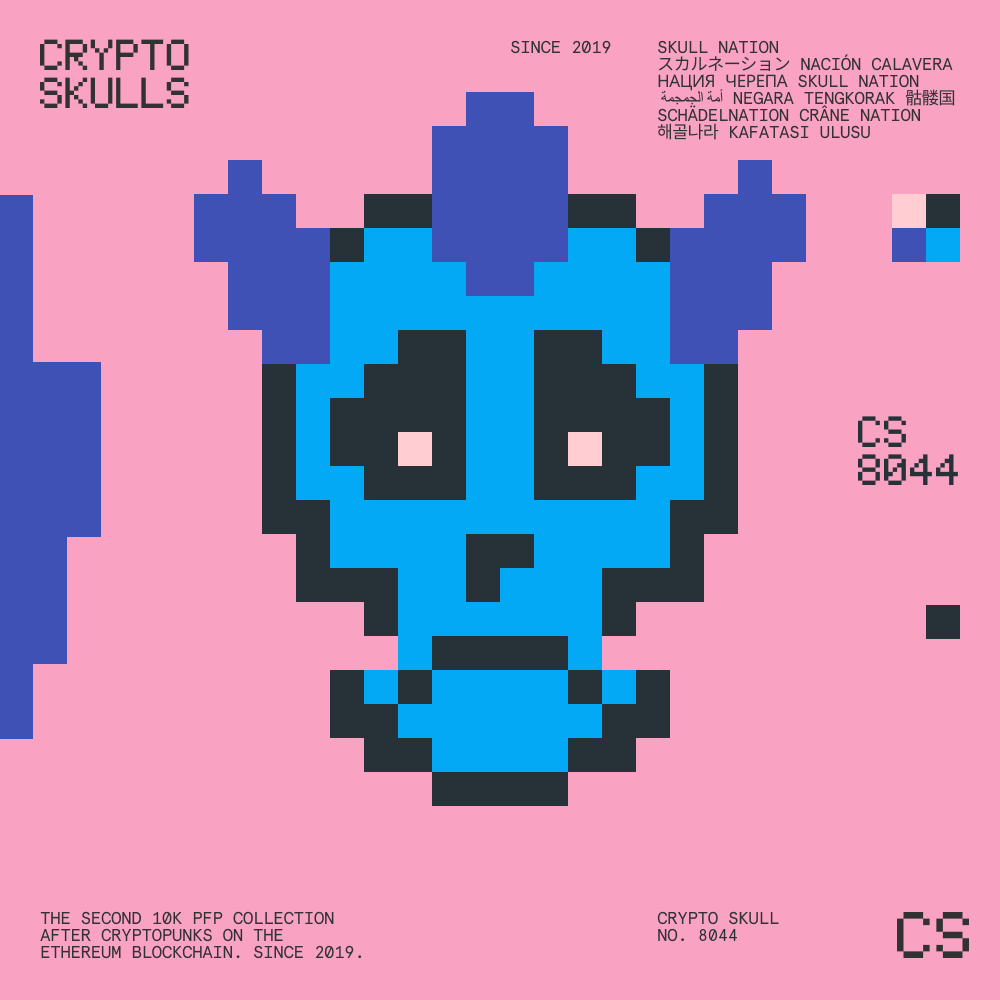 CRYPTO
SKULLS
SINCE 2019
SKULL NATION
スカルネーション NACIÓN CALAVERA
НАЦИЯ ЧЕРЕПА SKULL NATION
أمة الجمجمة NEGARA TENGKORAK 骷髅国
SCHÄDELNATION CRÂNE NATION
해골나라 KAFATASI ULUSU
CS
8044
THE SECOND 10K PFP COLLECTION
AFTER CRYPTOPUNKS ON THE
ETHEREUM BLOCKCHAIN. SINCE 2019.
CRYPTO SKULL
NO. 8044
CS